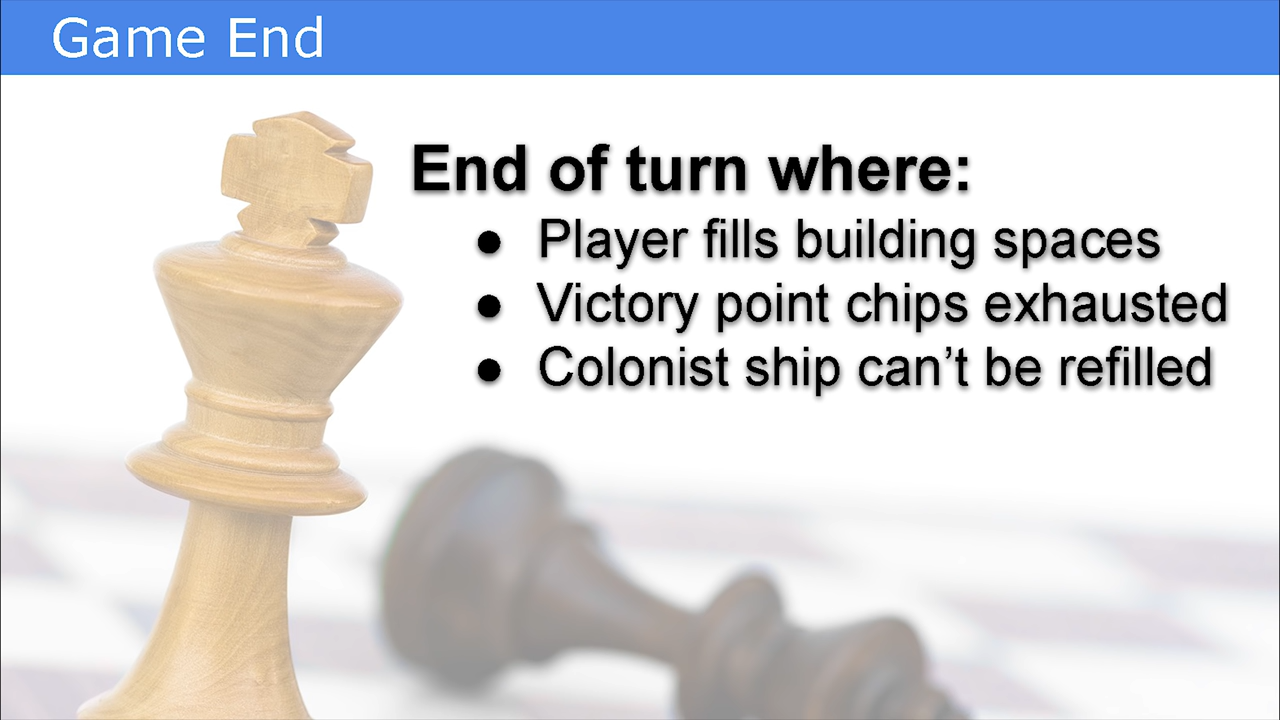 Game End
End of turn where:
● Player fills building spaces
● Victory point chips exhausted
● Colonist ship can’t be refilled